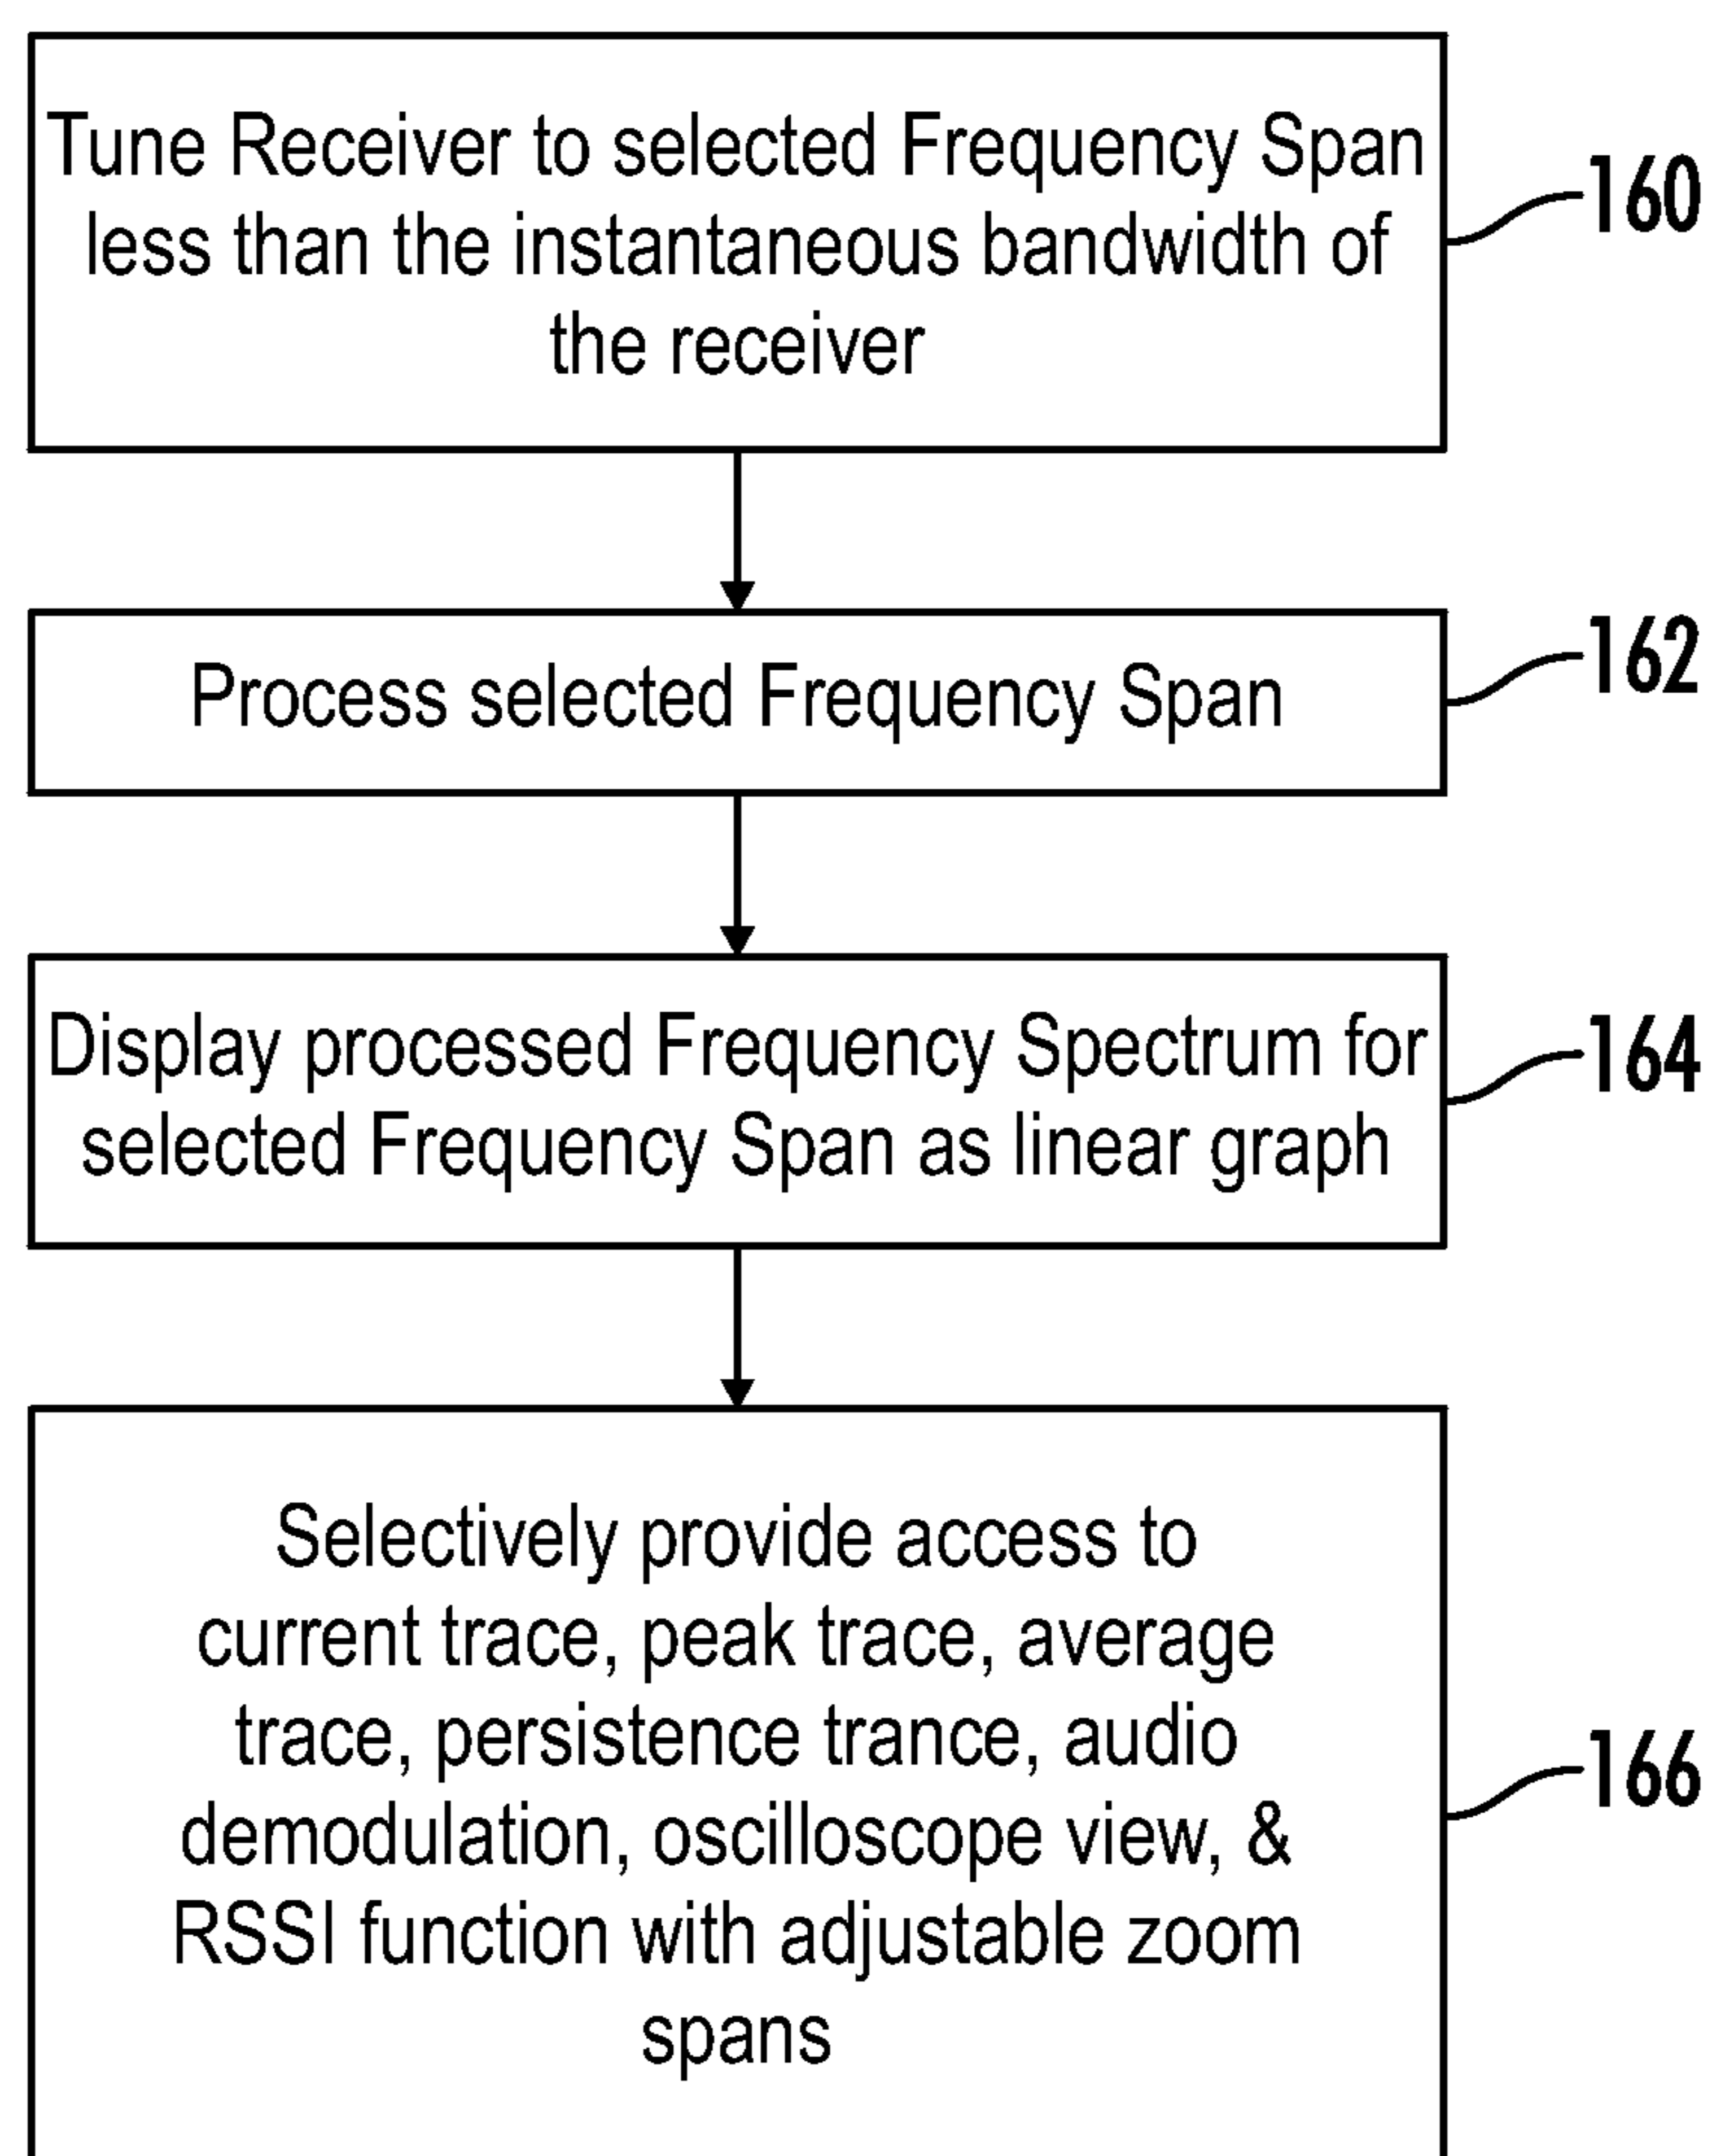 Tune Receiver to selected Frequency Span
less than the instantaneous bandwidth of
the receiver
160
Process selected Frequency Span
162
Display processed Frequency Spectrum for
selected Frequency Span as linear graph
164
Selectively provide access to
current trace, peak trace, average
trace, persistence trance, audio
demodulation, oscilloscope view, &
RSSI function with adjustable zoom
spans
166